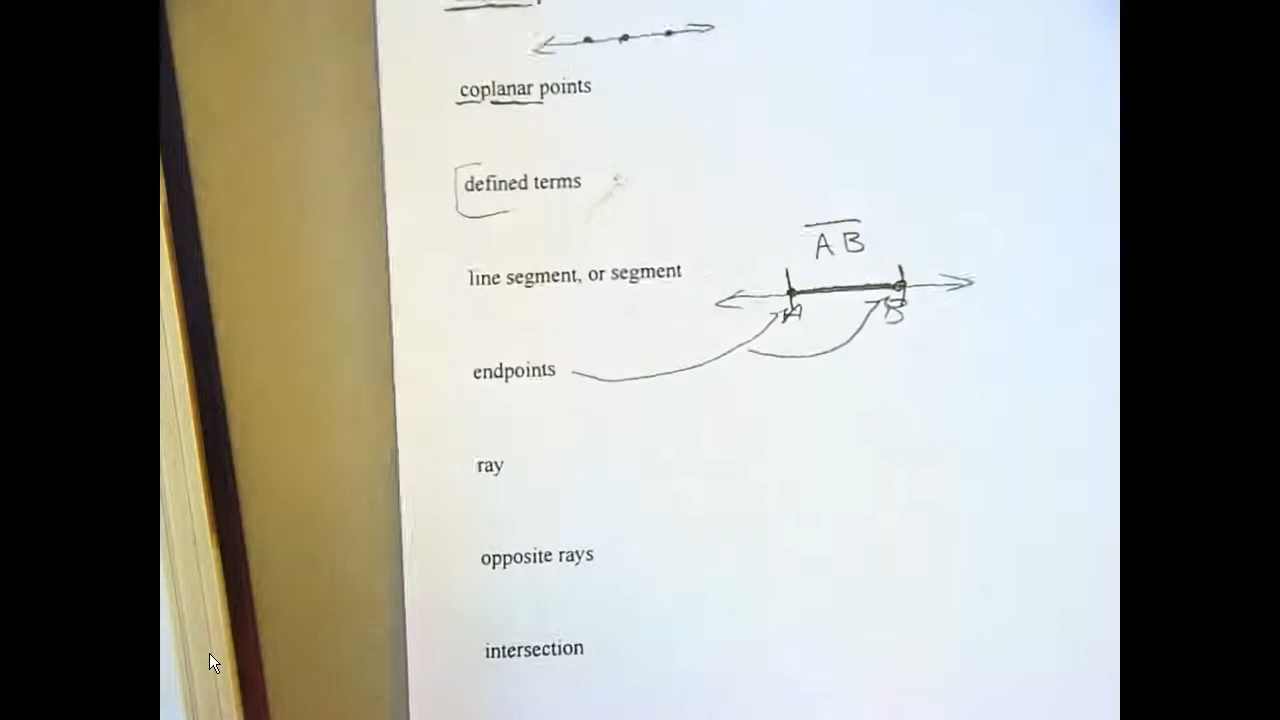 coplanar points
defined terms
AB
line segment, or segment
A B
endpoints
ray
opposite rays
intersection